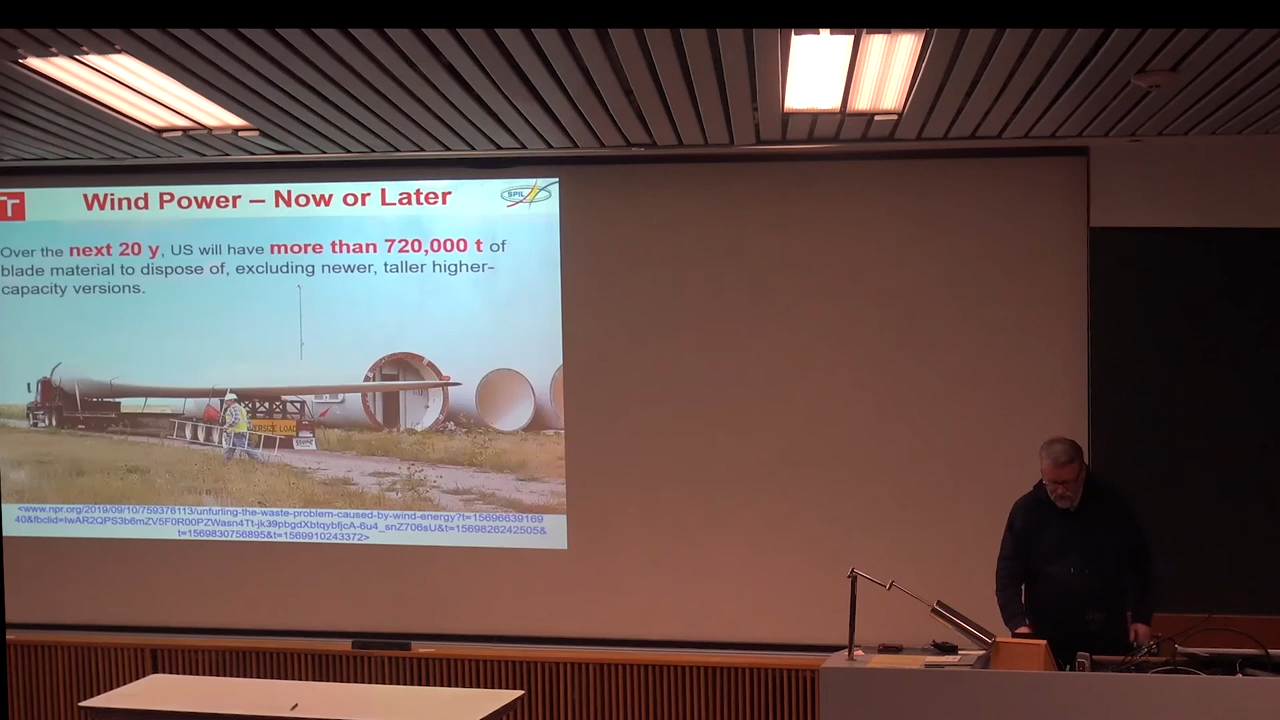 Wind Power – Now or Later
SPIL
Over the next 20 y, US will have more than 720,000 t of
blade material to dispose of, excluding newer, taller higher-
capacity versions.
VERSIZE LOAD
<www.npr.org/2019/09/10/759376113/unfurling-the-waste-problem-caused-by-wind-energy?t=15696639169
40&fbclid=IwAR2QPS3b6mZV5F0R00PZWasn4Tt-jk39pbgdXbtqybfjcA-6u4_snZ706sU&t=1569826242505&
t=1569830756895&t=1569910243372>